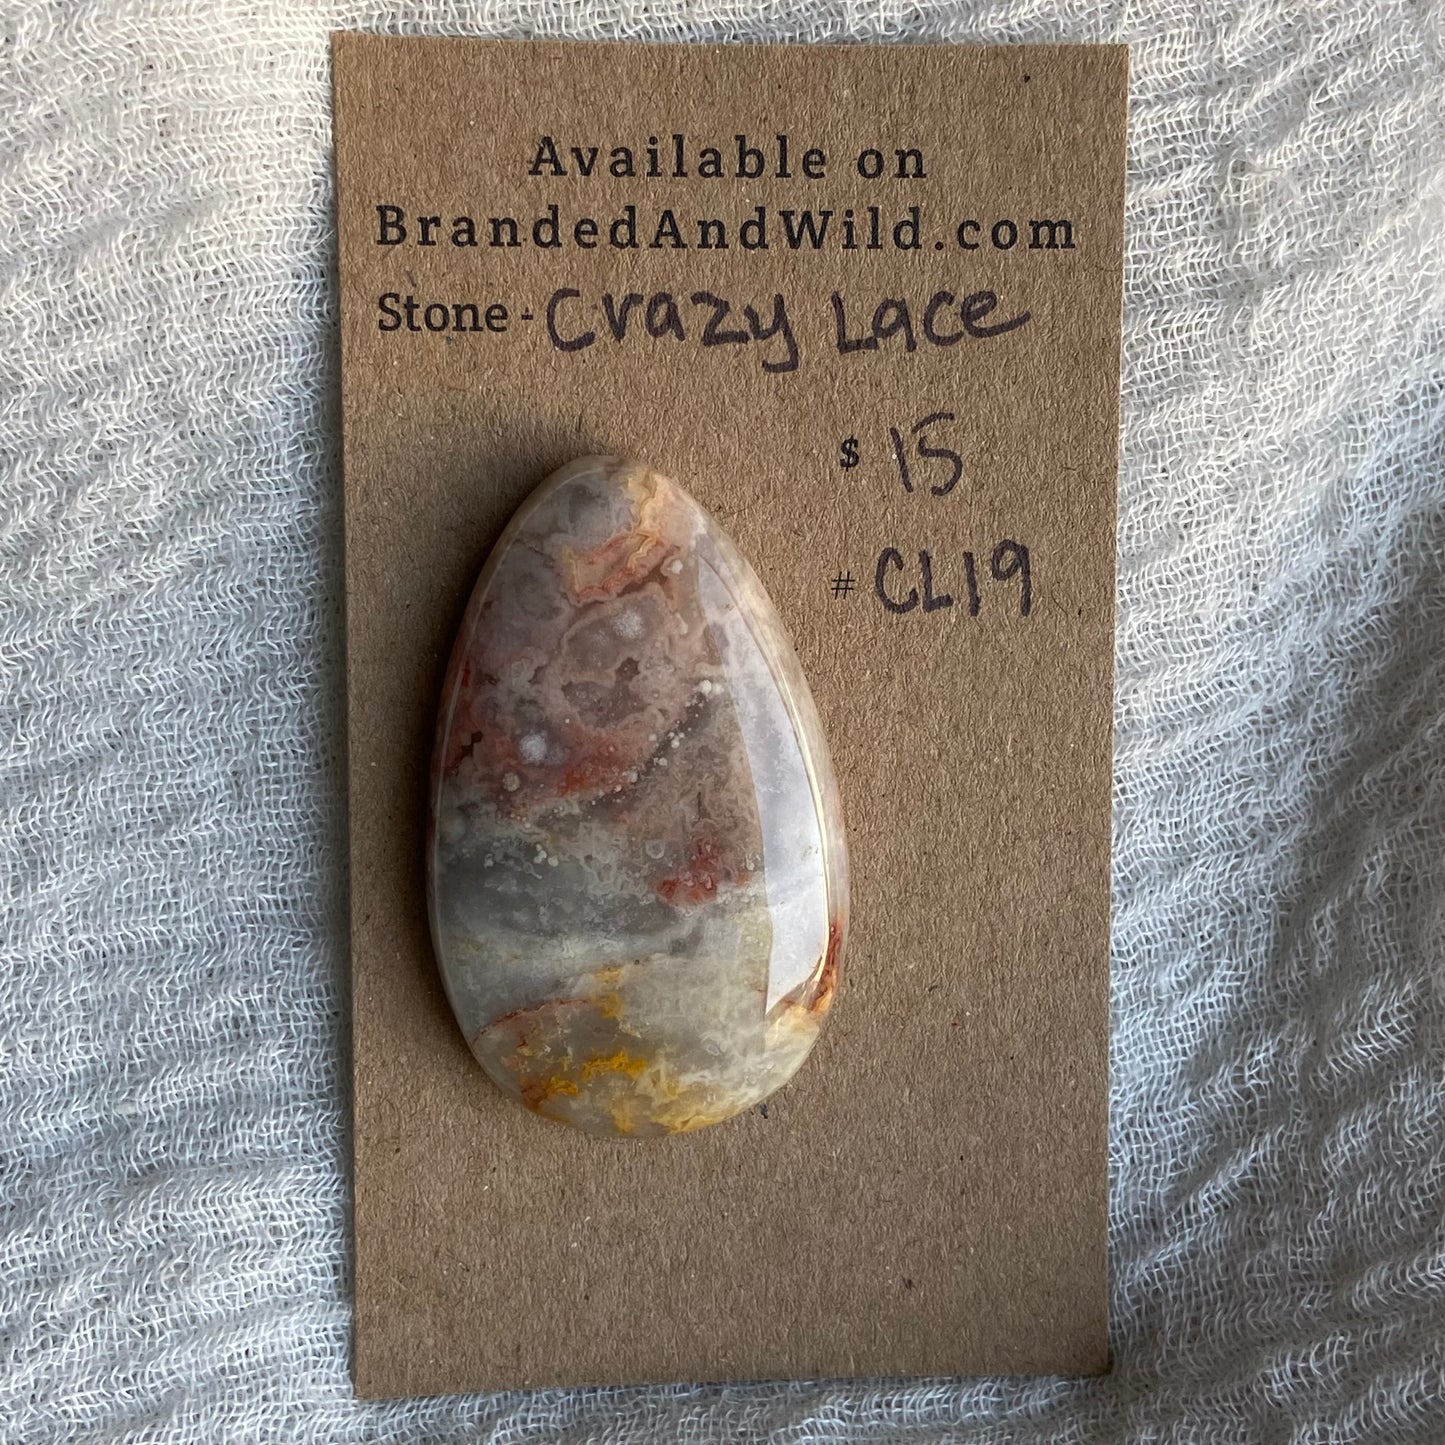 Available on
BrandedAndWild.com
Stone - Crazy Lace
$ 15
# CL19